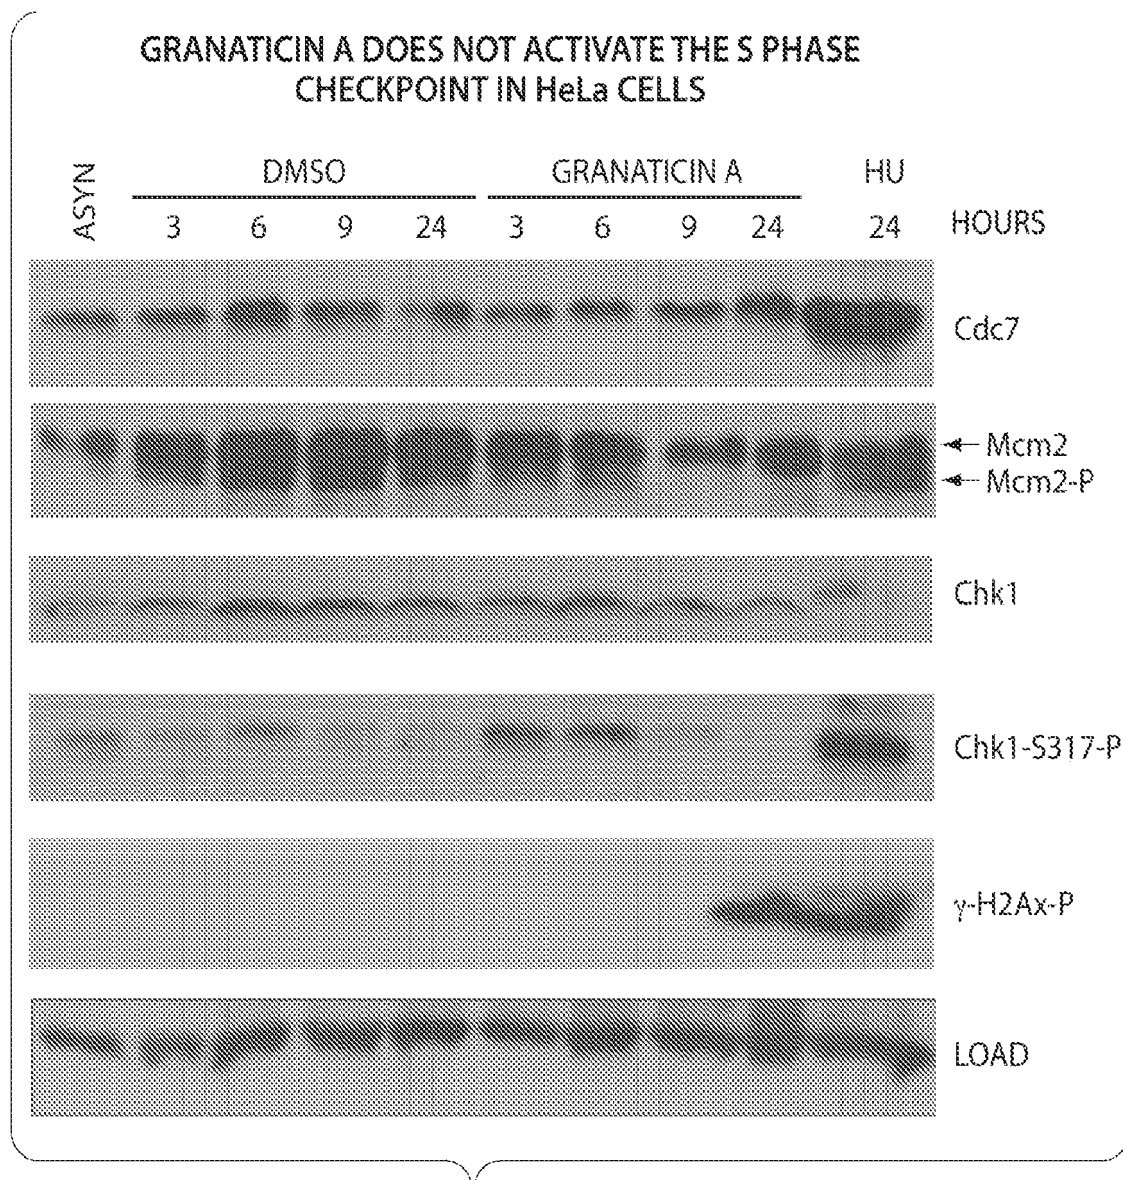 GRANATICIN A DOES NOT ACTIVATE THE S PHASE
CHECKPOINT IN HeLa CELLS
ASYN
DMSO GRANATICIN A HU
3 6 9 24 3 6 9 24 24 HOURS
Cdc7
Mcm2
Mcm2-P
Chk1
Chk1-S317-P
γ-H2Ax-P
LOAD